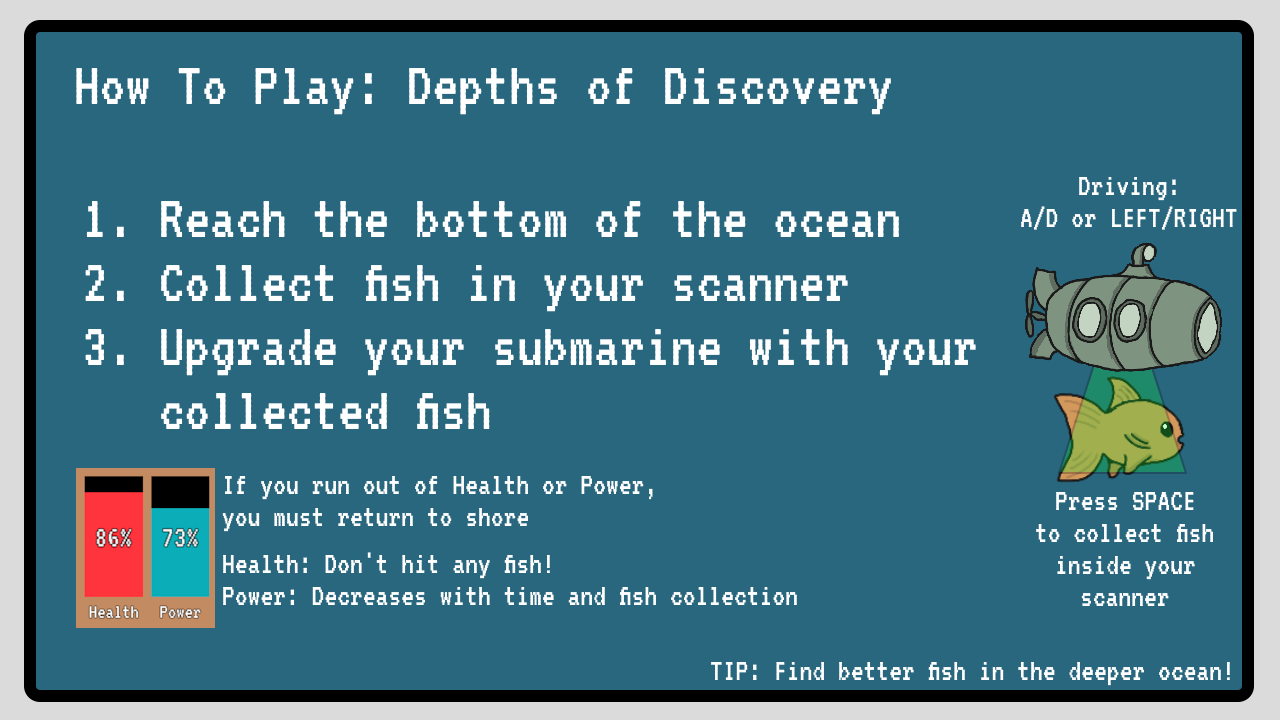 How To Play: Depths of Discovery
1. Reach the bottom of the ocean
2. Collect fish in your scanner
3. Upgrade your submarine with your
collected fish
Driving:
A/D or LEFT/RIGHT
Press SPACE
to collect fish
inside your
scanner
86% 73%
Health Power
If you run out of Health or Power,
you must return to shore
Health: Don't hit any fish!
Power: Decreases with time and fish collection
TIP: Find better fish in the deeper ocean!